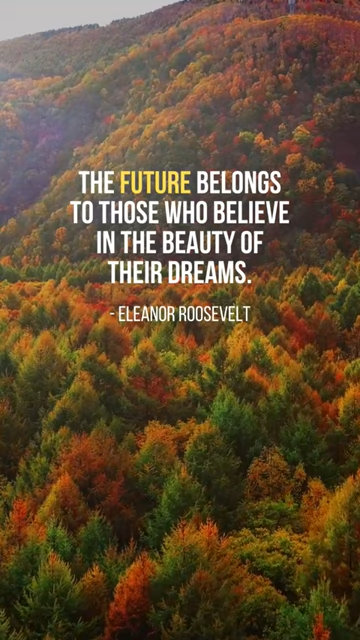 THE FUTURE BELONGS
TO THOSE WHO BELIEVE
IN THE BEAUTY OF
THEIR DREAMS.
- ELEANOR ROOSEVELT